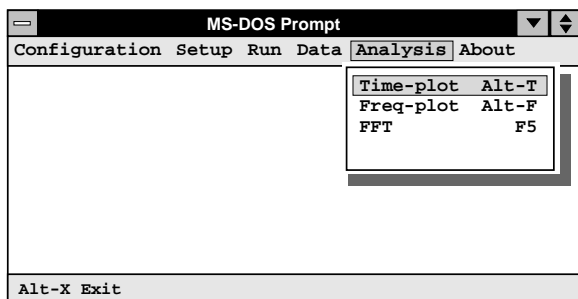 MS-DOS Prompt
Configuration Setup Run Data Analysis About
Time-plot Alt-T
Freq-plot Alt-F
FFT F5
Alt-X Exit